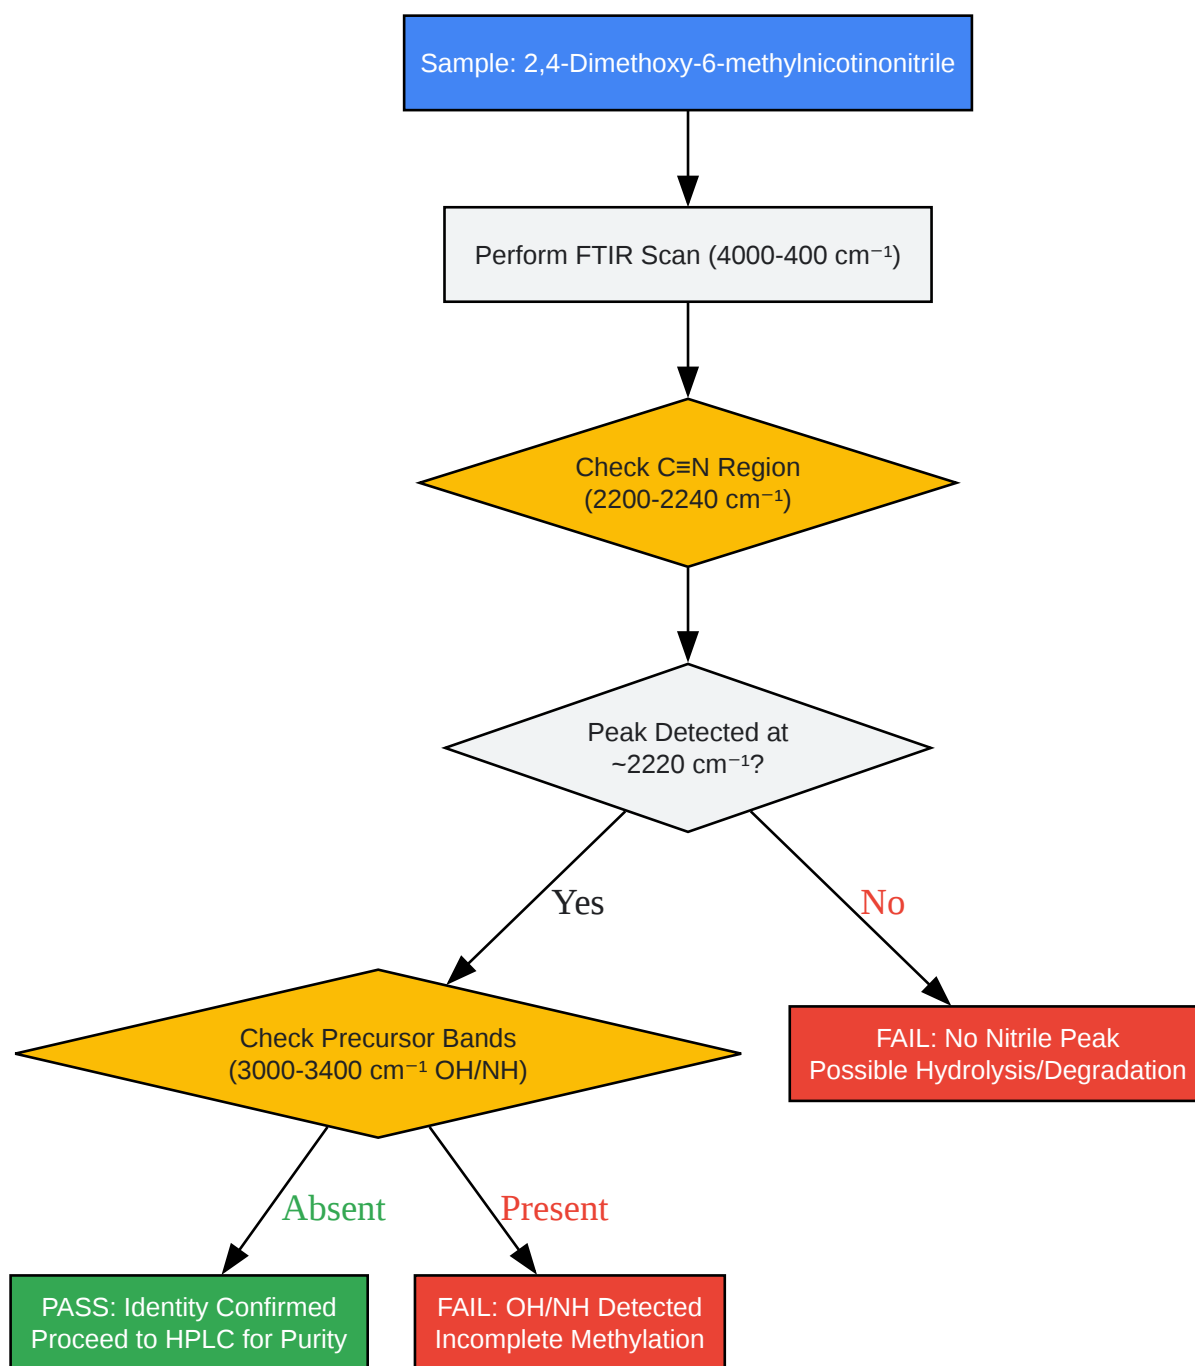 Sample: 2,4-Dimethoxy-6-methylnicotinonitrile
Perform FTIR Scan (4000-400 cm⁻¹)
Check C≡N Region
(2200-2240 cm⁻¹)
Peak Detected at
~2220 cm⁻¹?
Yes
No
Check Precursor Bands
(3000-3400 cm⁻¹ OH/NH)
FAIL: No Nitrile Peak
Possible Hydrolysis/Degradation
Absent
Present
PASS: Identity Confirmed
Proceed to HPLC for Purity
FAIL: OH/NH Detected
Incomplete Methylation